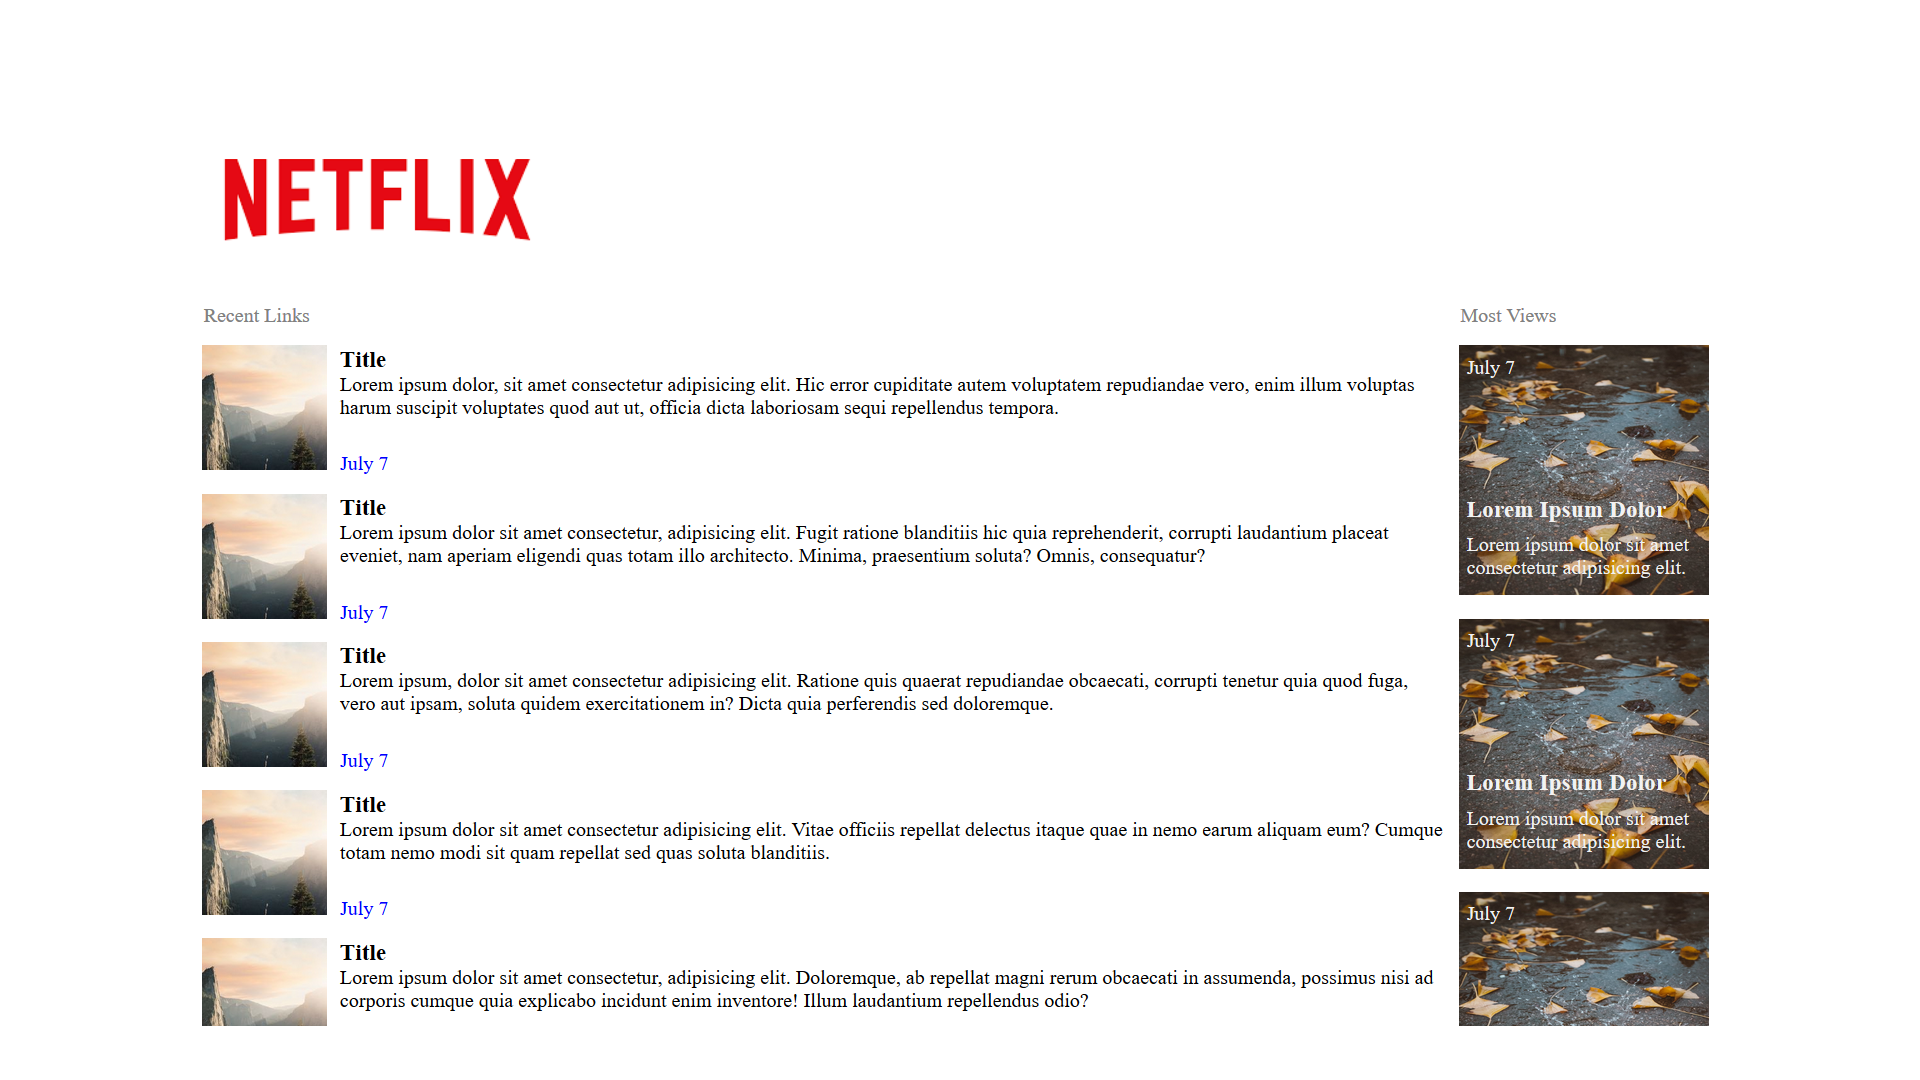 NETFLIX
Recent Links
Title
Lorem ipsum dolor, sit amet consectetur adipisicing elit. Hic error cupiditate autem voluptatem repudiandae vero, enim illum voluptas
harum suscipit voluptates quod aut ut, officia dicta laboriosam sequi repellendus tempora.
July 7
Title
Lorem ipsum dolor sit amet consectetur, adipisicing elit. Fugit ratione blanditiis hic quia reprehenderit, corrupti laudantium placeat
eveniet, nam aperiam eligendi quas totam illo architecto. Minima, praesentium soluta? Omnis, consequatur?
July 7
Title
Lorem ipsum, dolor sit amet consectetur adipisicing elit. Ratione quis quaerat repudiandae obcaecati, corrupti tenetur quia quod fuga,
vero aut ipsam, soluta quidem exercitationem in? Dicta quia perferendis sed doloremque.
July 7
Title
Lorem ipsum dolor sit amet consectetur adipisicing elit. Vitae officiis repellat delectus itaque quae in nemo earum aliquam eum? Cumque
totam nemo modi sit quam repellat sed quas soluta blanditiis.
July 7
Title
Lorem ipsum dolor sit amet consectetur, adipisicing elit. Doloremque, ab repellat magni rerum obcaecati in assumenda, possimus nisi ad
corporis cumque quia explicabo incidunt enim inventore! Illum laudantium repellendus odio?
Most Views
July 7
Lorem Ipsum Dolor
Lorem ipsum dolor sit amet
consectetur adipisicing elit.
July 7
Lorem Ipsum Dolor
Lorem ipsum dolor sit amet
consectetur adipisicing elit.
July 7